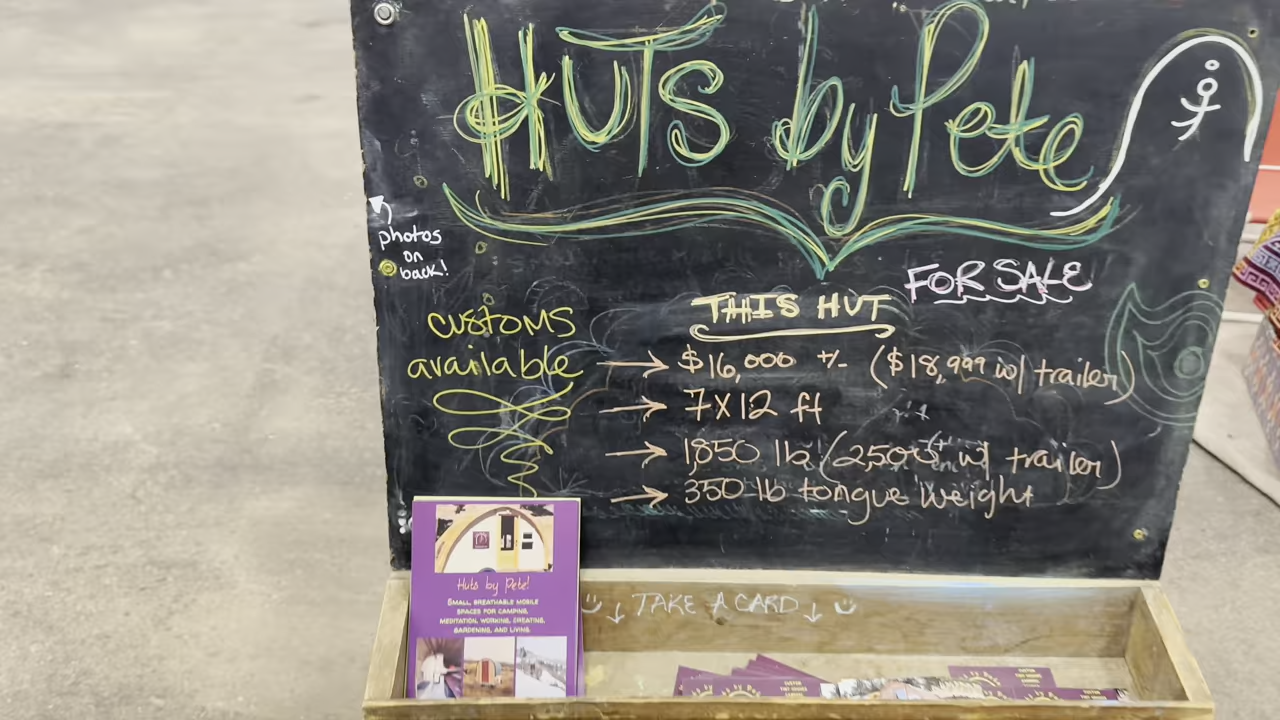 HUTS by Pete
photos
on
back!
FOR SALE
customs
available
THIS HUT
→ $16,000 +/- ($18,999 w/ trailer)
→ 7X12 ft
→ 1850 lb (2500 w/ trailer)
→ 350 lb tongue weight
Huts by Pete!
SMALL, BREATHABLE MOBILE
SPACES FOR CAMPING,
MEDITATION, WORKING, CREATING,
GARDENING, AND LIVING.
TAKE A CARD